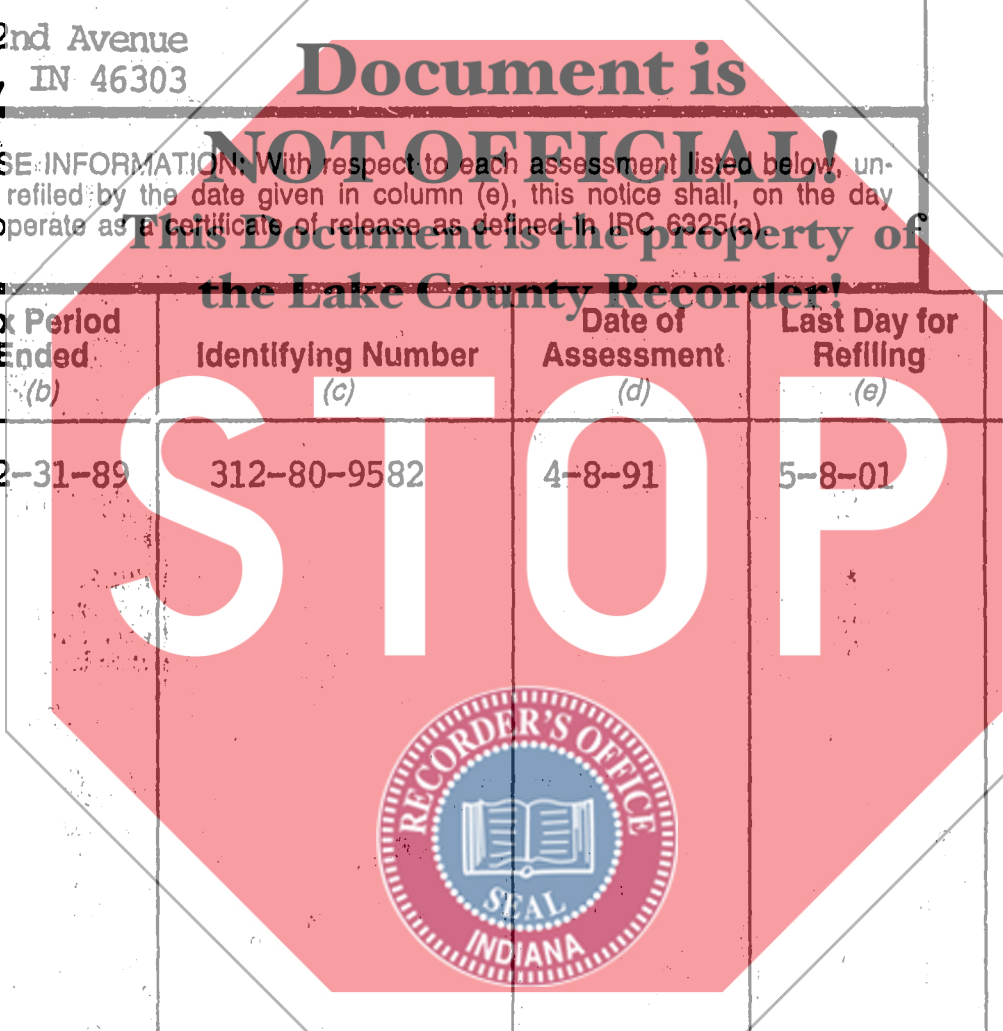 2nd Avenue
IN 46303
Document is
NOT OFFICIAL!
This Document is the property of
the Lake County Recorder!
SE INFORMATION: With respect to each assessment listed below, un-
refiled by the date given in column (e), this notice shall, on the day
perate as a certificate of release as defined in IRC 6325(a).
x Period Ended (b)
Identifying Number (c)
Date of Assessment (d)
Last Day for Refiling (e)
2-31-89 312-80-9582 4-8-91 5-8-01
STOP
RECORDER'S OFFICE
SEAL
INDIANA